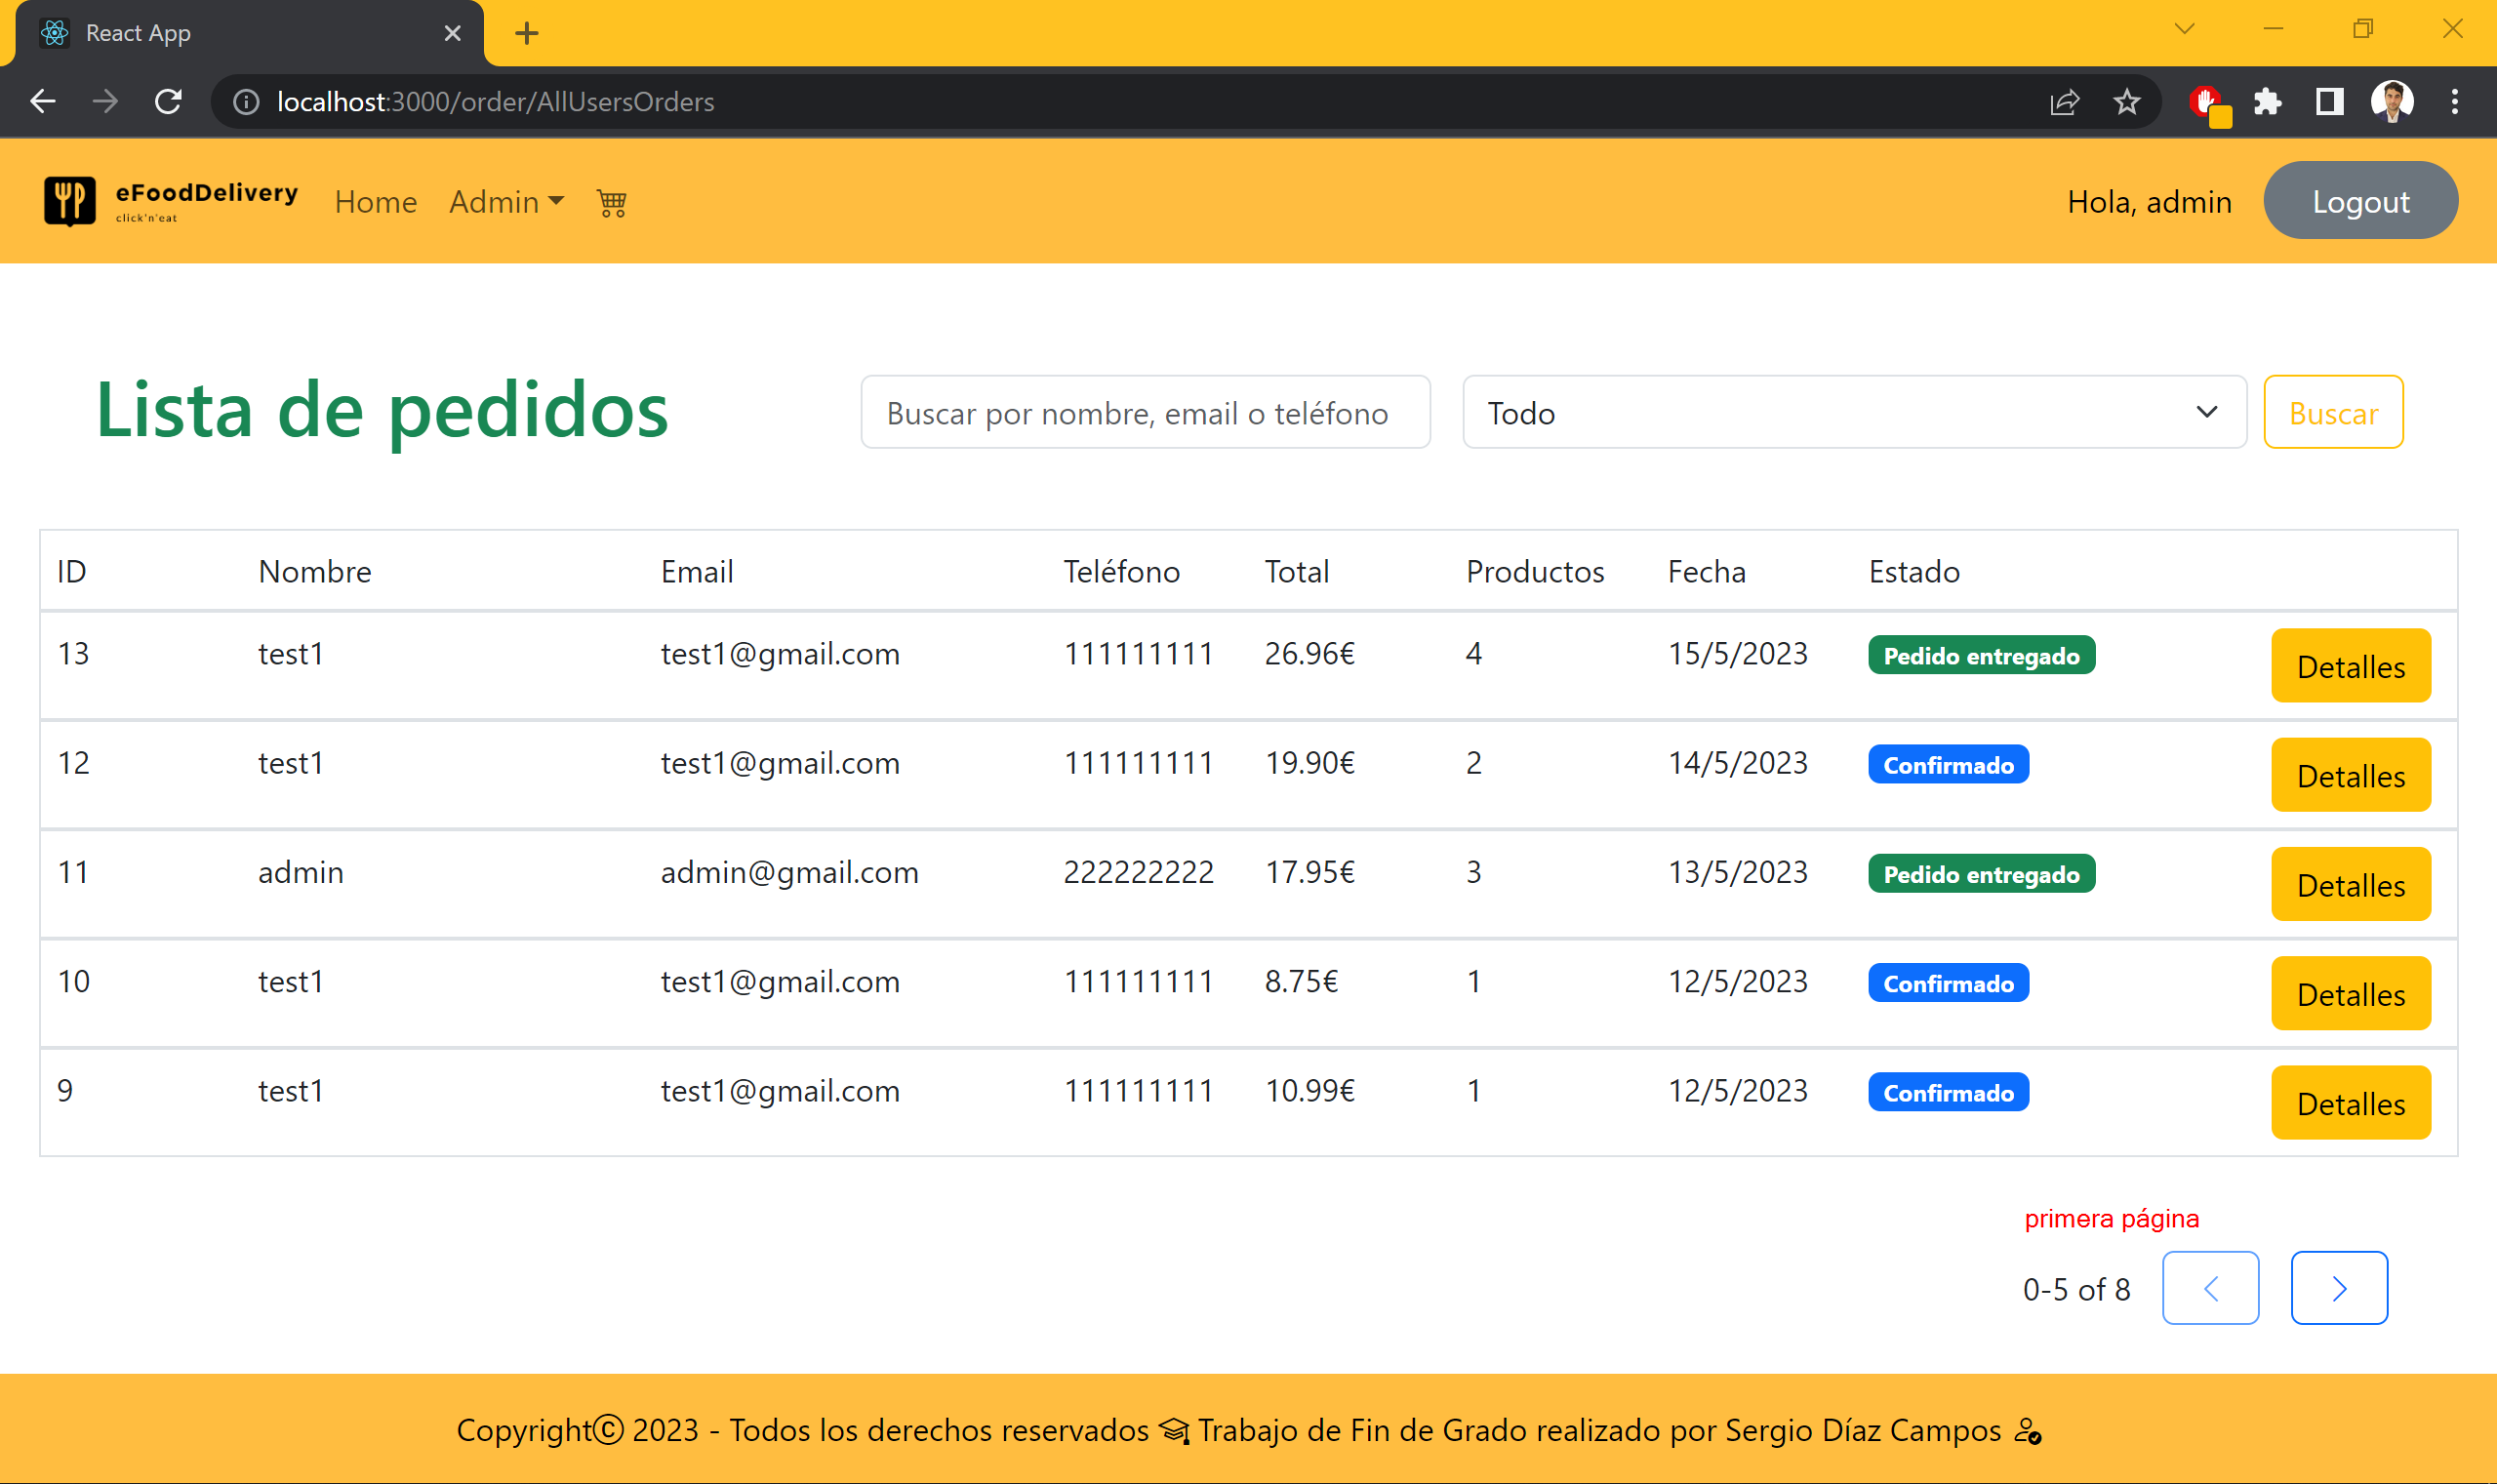 React App
localhost:3000/order/AllUsersOrders
eFoodDelivery
click'n'eat
Home Admin
Hola, admin Logout
Lista de pedidos
Buscar por nombre, email o teléfono Todo Buscar
ID Nombre Email Teléfono Total Productos Fecha Estado
13 test1 test1@gmail.com 111111111 26.96€ 4 15/5/2023 Pedido entregado Detalles
12 test1 test1@gmail.com 111111111 19.90€ 2 14/5/2023 Confirmado Detalles
11 admin admin@gmail.com 222222222 17.95€ 3 13/5/2023 Pedido entregado Detalles
10 test1 test1@gmail.com 111111111 8.75€ 1 12/5/2023 Confirmado Detalles
9 test1 test1@gmail.com 111111111 10.99€ 1 12/5/2023 Confirmado Detalles
primera página
0-5 of 8
Copyright© 2023 - Todos los derechos reservados Trabajo de Fin de Grado realizado por Sergio Díaz Campos